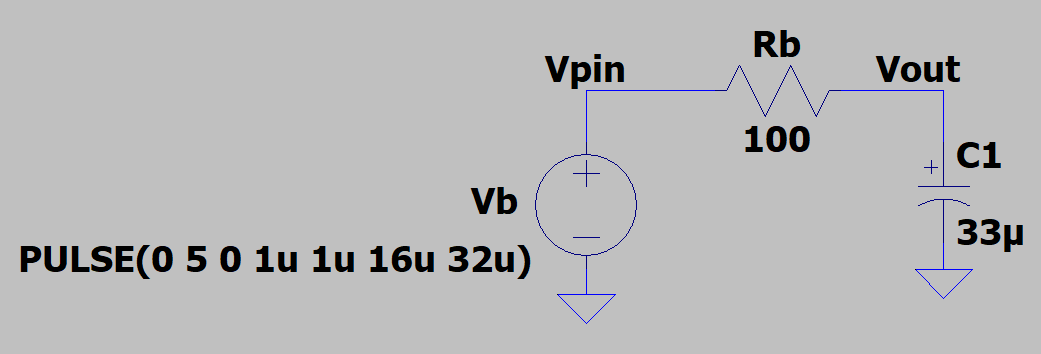 Rb
Vpin
Vout
100
C1
Vb
33µ
PULSE(0 5 0 1u 1u 16u 32u)